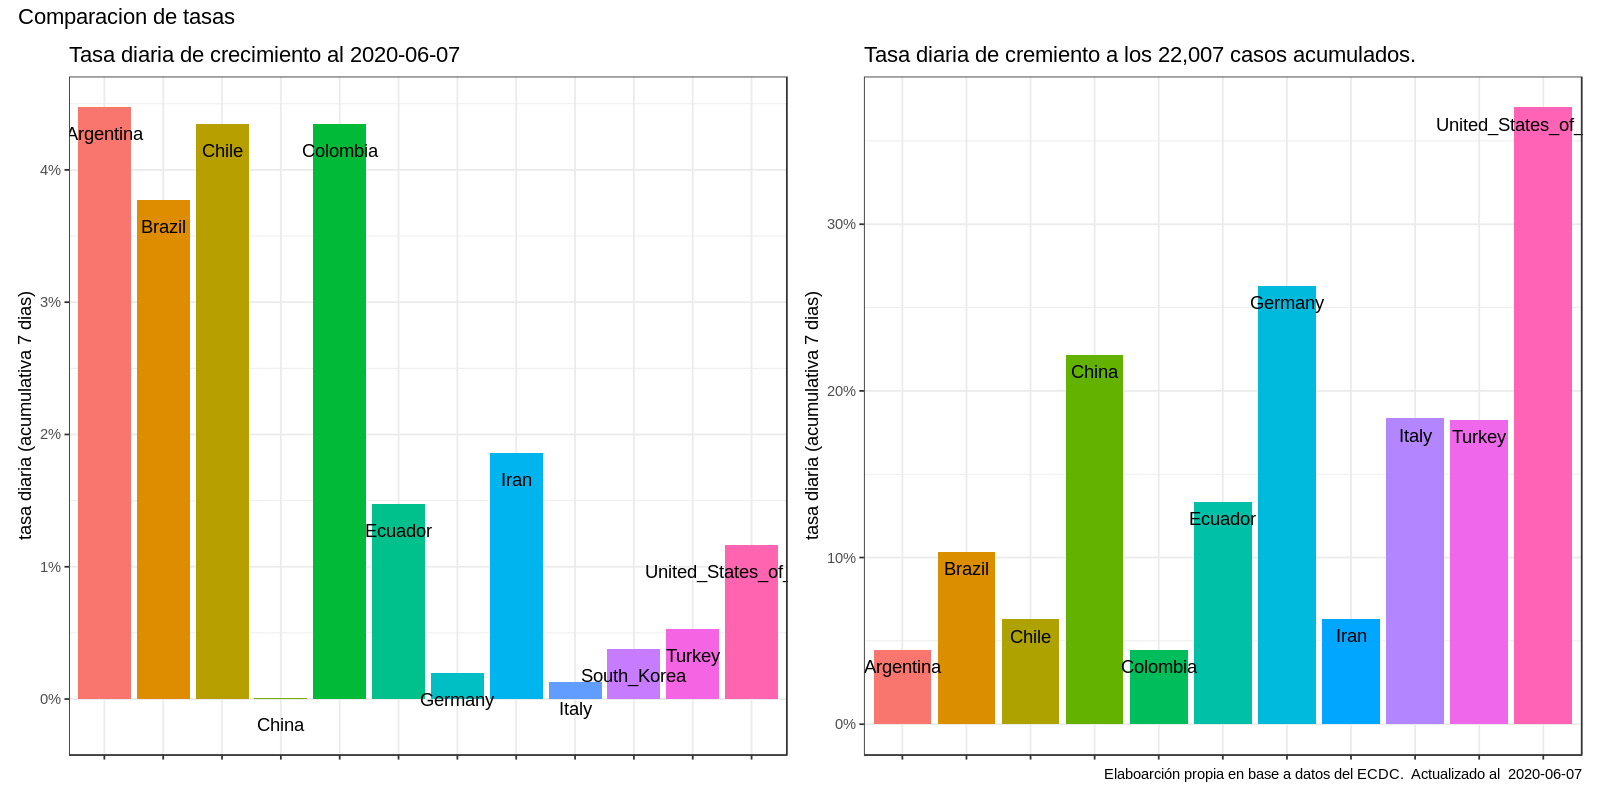 Comparacion de tasas
Tasa diaria de crecimiento al 2020-06-07
tasa diaria (acumulativa 7 dias)
4%
3%
2%
1%
0%
Argentina
Brazil
Chile
China
Colombia
Ecuador
Germany
Iran
Italy
South_Korea
Turkey
United_States_of_
Tasa diaria de cremiento a los 22,007 casos acumulados.
tasa diaria (acumulativa 7 dias)
30%
20%
10%
0%
Argentina
Brazil
Chile
China
Colombia
Ecuador
Germany
Iran
Italy
Turkey
United_States_of_
Elaboarción propia en base a datos del ECDC.  Actualizado al  2020-06-07